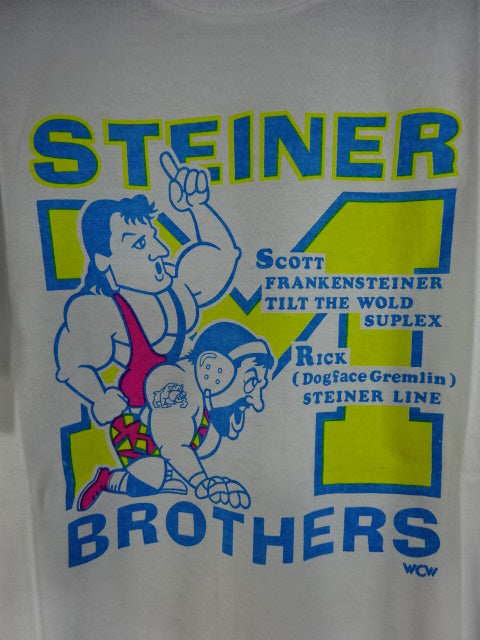 STEINER
M
SCOTT
FRANKENSTEINER
TILT THE WOLD
SUPLEX
RICK
(Dogface Gremlin)
STEINER LINE
BROTHERS
WCW